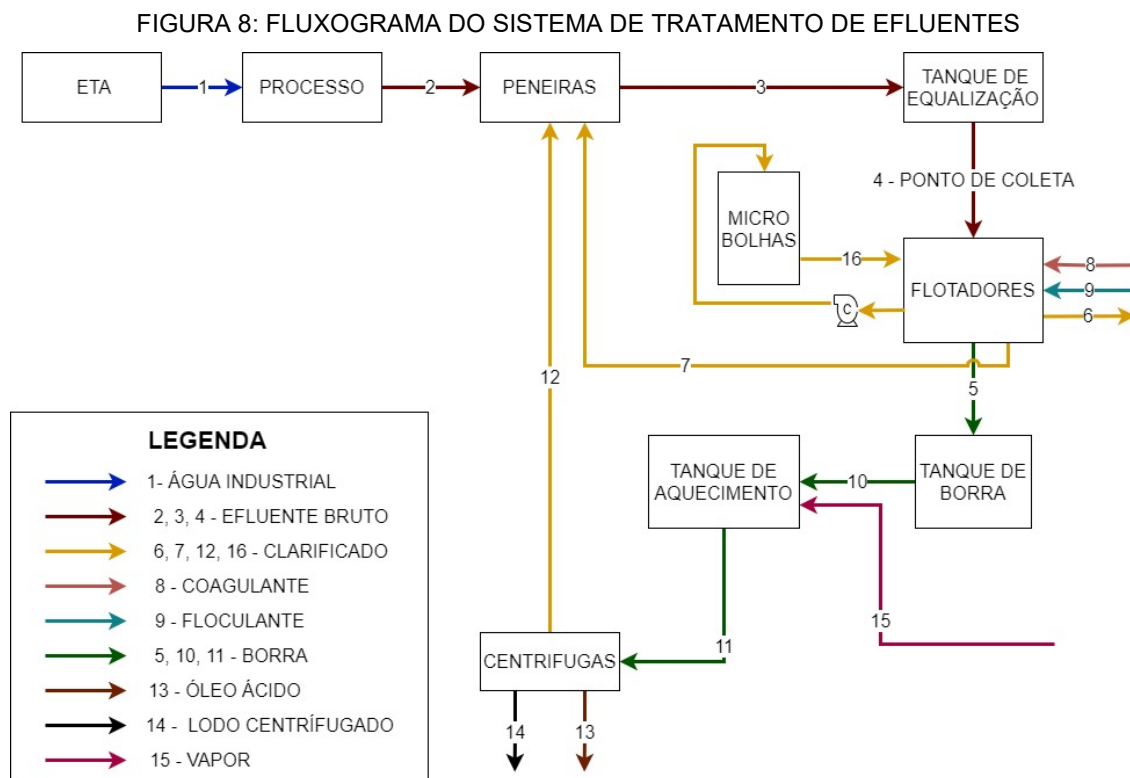 FIGURA 8: FLUXOGRAMA DO SISTEMA DE TRATAMENTO DE EFLUENTES
ETA
1
PROCESSO
2
PENEIRAS
3
TANQUE DE
EQUALIZAÇÃO
4 - PONTO DE COLETA
MICRO
BOLHAS
16
FLOTADORES
8
9
6
C
7
12
5
TANQUE DE
AQUECIMENTO
10
TANQUE DE
BORRA
15
11
CENTRIFUGAS
14
13
LEGENDA
1- ÁGUA INDUSTRIAL
2, 3, 4 - EFLUENTE BRUTO
6, 7, 12, 16 - CLARIFICADO
8 - COAGULANTE
9 - FLOCULANTE
5, 10, 11 - BORRA
13 - ÓLEO ÁCIDO
14 - LODO CENTRÍFUGADO
15 - VAPOR